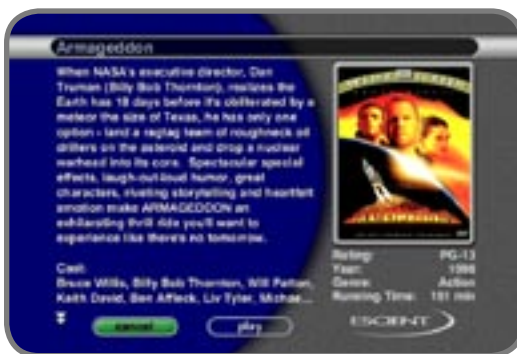 Armageddon
When NASA's executive director, Dan
Truman (Billy Bob Thornton), realizes the
Earth has 18 days before it's obliterated by a
meteor the size of Texas, he has only one
option - land a ragtag team of roughneck oil
drillers on the asteroid and drop a nuclear
warhead into its core. Spectacular special
effects, laugh-out-loud humor, great
characters, riveting storytelling and heartfelt
emotion make ARMAGEDDON an
exhilarating thrill ride you'll want to
experience like there's no tomorrow.
Cast:
Bruce Willis, Billy Bob Thornton, Will Patton,
Keith David, Ben Affleck, Liv Tyler, Michae...
Rating: PG-13
Year: 1998
Genre: Action
Running Time: 151 min
cancel
play
ESCIENT